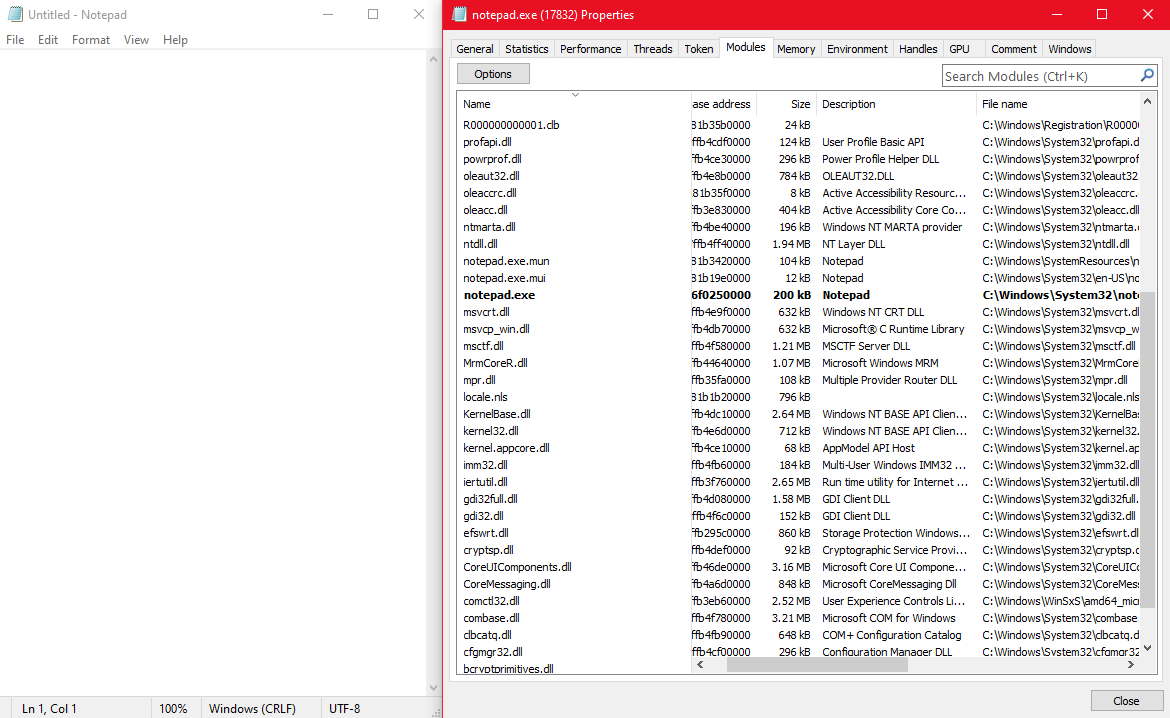 Untitled - Notepad
File Edit Format View Help
Ln 1, Col 1 100% Windows (CRLF) UTF-8
notepad.exe (17832) Properties
General Statistics Performance Threads Token Modules Memory Environment Handles GPU Comment Windows
Options
Search Modules (Ctrl+K)
Name ase address Size Description File name
R000000000001.clb 81b35b0000 24 kB C:\Windows\Registration\R0000
profapi.dll ffb4cdf0000 124 kB User Profile Basic API C:\Windows\System32\profapi.d
powrprof.dll ffb4ce30000 296 kB Power Profile Helper DLL C:\Windows\System32\powrprof
oleaut32.dll ffb4e8b0000 784 kB OLEAUT32.DLL C:\Windows\System32\oleaut32
oleaccrc.dll 81b35f0000 8 kB Active Accessibility Resourc... C:\Windows\System32\oleaccrc.
oleacc.dll ffb3e830000 404 kB Active Accessibility Core Co... C:\Windows\System32\oleacc.dll
ntmarta.dll ffb4be40000 196 kB Windows NT MARTA provider C:\Windows\System32\ntmarta.
ntdll.dll ffb4ff40000 1.94 MB NT Layer DLL C:\Windows\System32\ntdll.dll
notepad.exe.mun 81b3420000 104 kB Notepad C:\Windows\SystemResources\n
notepad.exe.mui 81b19e0000 12 kB Notepad C:\Windows\System32\en-US\no
notepad.exe 6f0250000 200 kB Notepad C:\Windows\System32\note
msvcrt.dll ffb4e9f0000 632 kB Windows NT CRT DLL C:\Windows\System32\msvcrt.dl
msvcp_win.dll ffb4db70000 632 kB Microsoft® C Runtime Library C:\Windows\System32\msvcp_w
msctf.dll ffb4f580000 1.21 MB MSCTF Server DLL C:\Windows\System32\msctf.dll
MrmCoreR.dll ffb44640000 1.07 MB Microsoft Windows MRM C:\Windows\System32\MrmCoreI
mpr.dll ffb35fa0000 108 kB Multiple Provider Router DLL C:\Windows\System32\mpr.dll
locale.nls 81b1b20000 796 kB C:\Windows\System32\locale.nls
KernelBase.dll ffb4dc10000 2.64 MB Windows NT BASE API Clien... C:\Windows\System32\KernelBa
kernel32.dll ffb4e6d0000 712 kB Windows NT BASE API Clien... C:\Windows\System32\kernel32.
kernel.appcore.dll ffb4ce10000 68 kB AppModel API Host C:\Windows\System32\kernel.ap
imm32.dll ffb4fb60000 184 kB Multi-User Windows IMM32 ... C:\Windows\System32\imm32.dll
iertutil.dll ffb3f760000 2.65 MB Run time utility for Internet ... C:\Windows\System32\iertutil.dll
gdi32full.dll ffb4d080000 1.58 MB GDI Client DLL C:\Windows\System32\gdi32full.
gdi32.dll ffb4f6c0000 152 kB GDI Client DLL C:\Windows\System32\gdi32.dll
efswrt.dll ffb295c0000 860 kB Storage Protection Windows... C:\Windows\System32\efswrt.dl
cryptsp.dll ffb4def0000 92 kB Cryptographic Service Provi... C:\Windows\System32\cryptsp.c
CoreUIComponents.dll ffb46de0000 3.16 MB Microsoft Core UI Compone... C:\Windows\System32\CoreUIC
CoreMessaging.dll ffb4a6d0000 848 kB Microsoft CoreMessaging Dll C:\Windows\System32\CoreMes
comctl32.dll ffb3eb60000 2.52 MB User Experience Controls Li... C:\Windows\WinSxS\amd64_mic
combase.dll ffb4f780000 3.21 MB Microsoft COM for Windows C:\Windows\System32\combase
clbcatq.dll ffb4fb90000 648 kB COM+ Configuration Catalog C:\Windows\System32\clbcatq.d
cfgmgr32.dll ffb4cf00000 296 kB Configuration Manager DLL C:\Windows\System32\cfgmgr32
bcryptprimitives.dll
Close